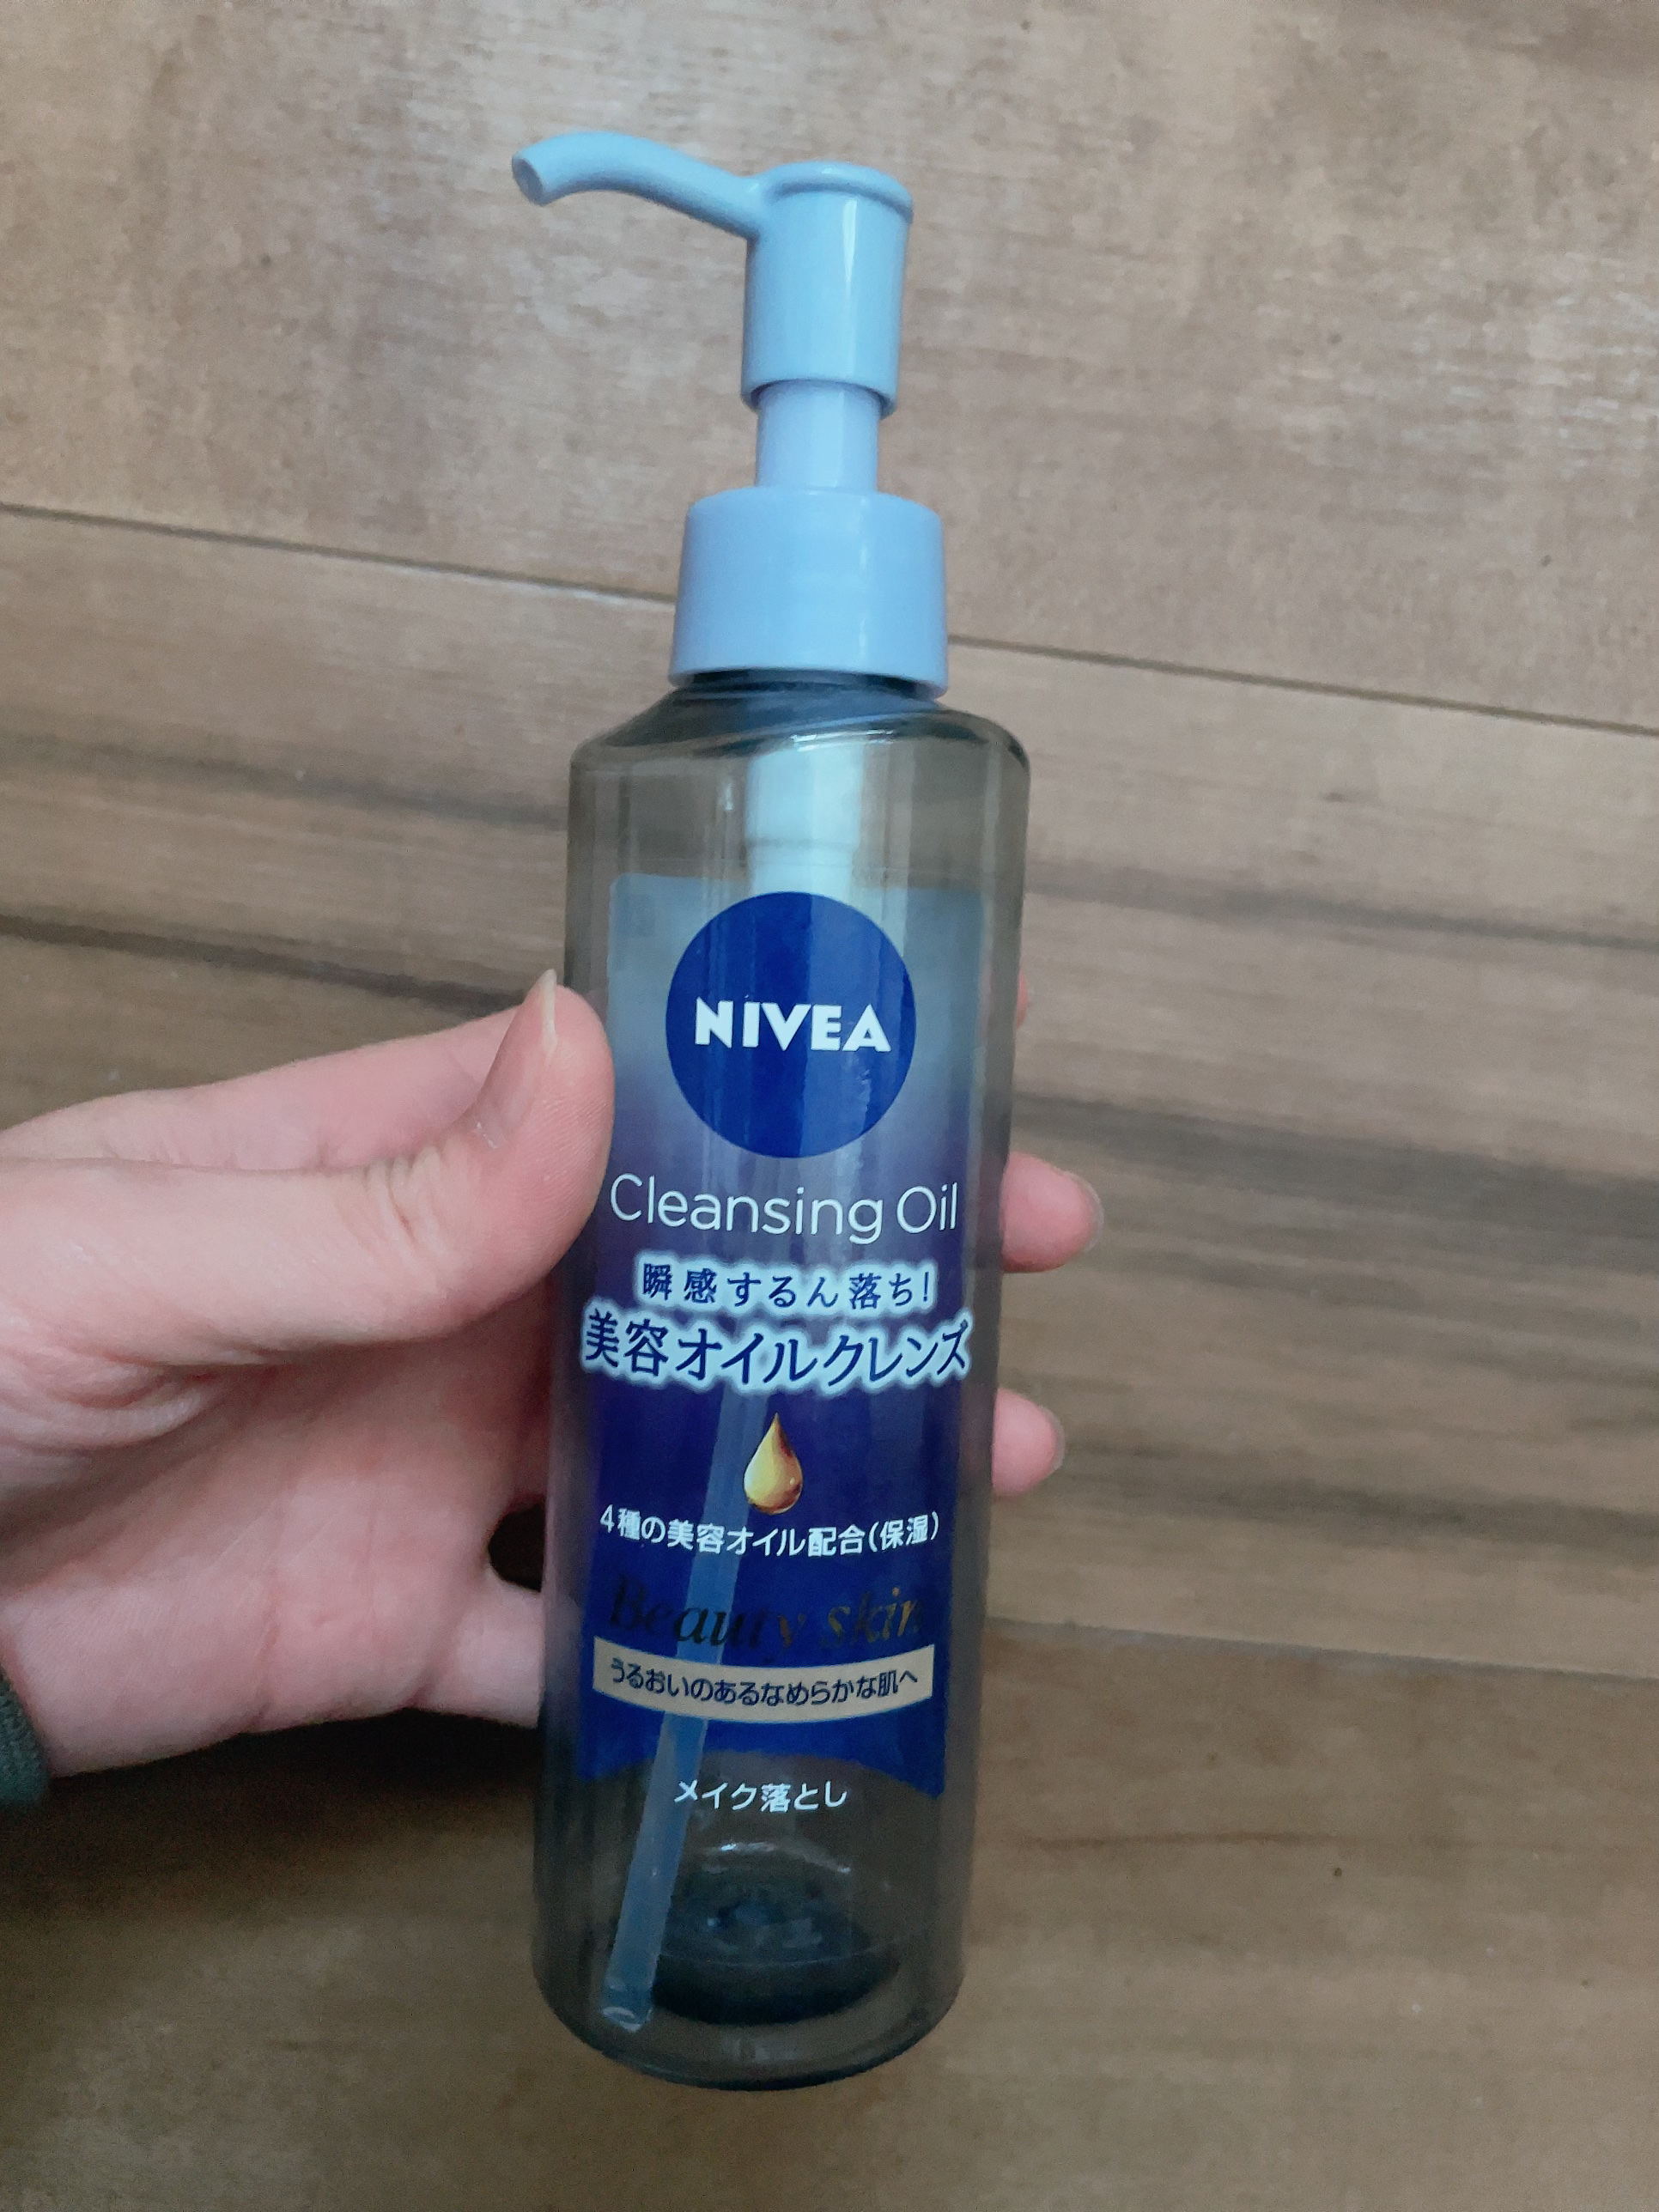 NIVEA
Cleansing Oil
瞬感するん落ち!
美容オイルクレンズ
4種の美容オイル配合(保湿)
Beauty skin
うるおいのあるなめらかな肌へ
メイク落とし